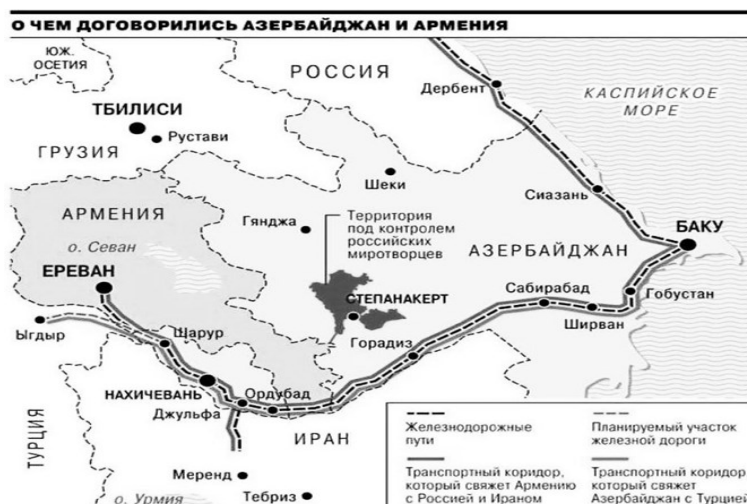 О ЧЕМ ДОГОВОРИЛИСЬ АЗЕРБАЙДЖАН И АРМЕНИЯ
ЮЖ.
ОСЕТИЯ
РОССИЯ
Дербент
КАСПИЙСКОЕ
МОРЕ
ТБИЛИСИ
Рустави
ГРУЗИЯ
Шеки
Сиазань
АРМЕНИЯ
Гянджа
Территория
под контролем
российских
миротворцев
АЗЕРБАЙДЖАН
БАКУ
о. Севан
ЕРЕВАН
СТЕПАНАКЕРТ
Сабирабад
Гобустан
Ширван
Ыгдыр
Шарур
Горадиз
НАХИЧЕВАНЬ
Ордубад
Джульфа
ИРАН
ТУРЦИЯ
Меренд
Тебриз
о. Урмия
Железнодорожные
пути
Планируемый участок
железной дороги
Транспортный коридор,
который свяжет Армению
с Россией и Ираном
Транспортный коридор,
который свяжет
Азербайджан с Турцией